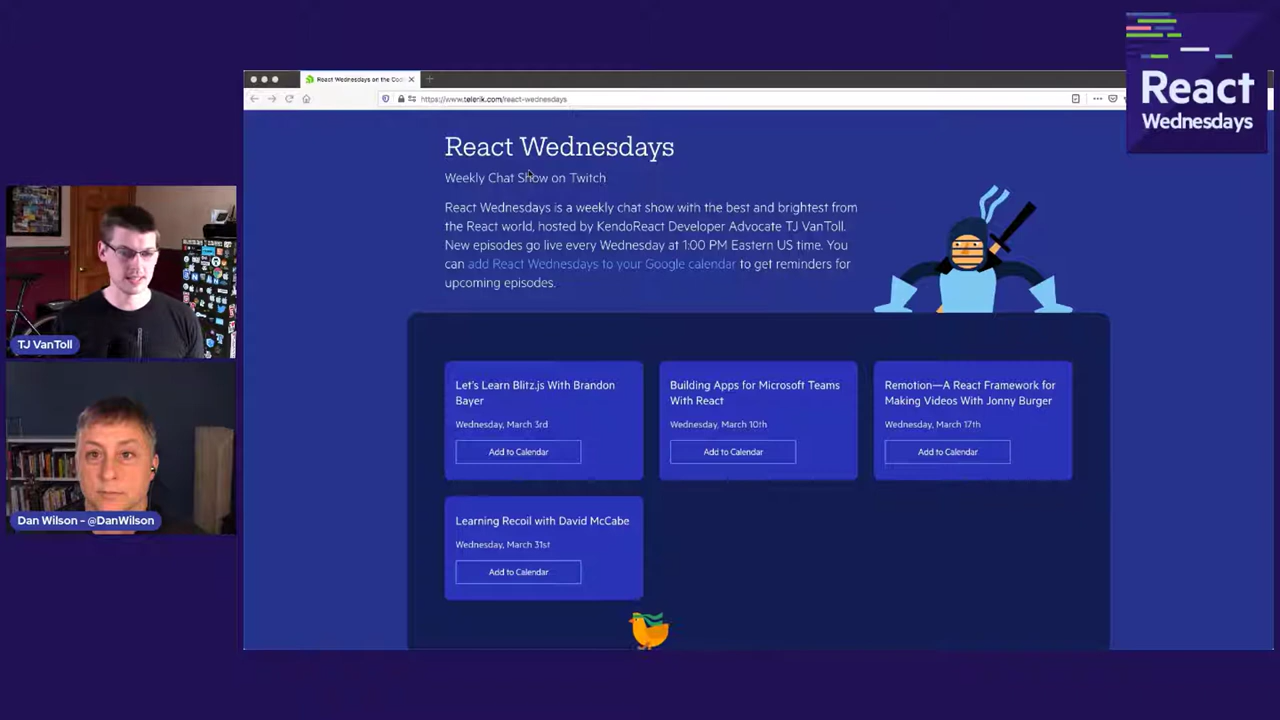 React Wednesdays on the Co
https://www.telerik.com/react-wednesdays
React
Wednesdays
React Wednesdays
Weekly Chat Show on Twitch
React Wednesdays is a weekly chat show with the best and brightest from
the React world, hosted by KendoReact Developer Advocate TJ VanToll.
New episodes go live every Wednesday at 1:00 PM Eastern US time. You
can add React Wednesdays to your Google calendar to get reminders for
upcoming episodes.
TJ VanToll
Dan Wilson - @DanWilson
Let's Learn Blitz.js With Brandon
Bayer
Wednesday, March 3rd
Add to Calendar
Building Apps for Microsoft Teams
With React
Wednesday, March 10th
Add to Calendar
Remotion—A React Framework for
Making Videos With Jonny Burger
Wednesday, March 17th
Add to Calendar
Learning Recoil with David McCabe
Wednesday, March 31st
Add to Calendar